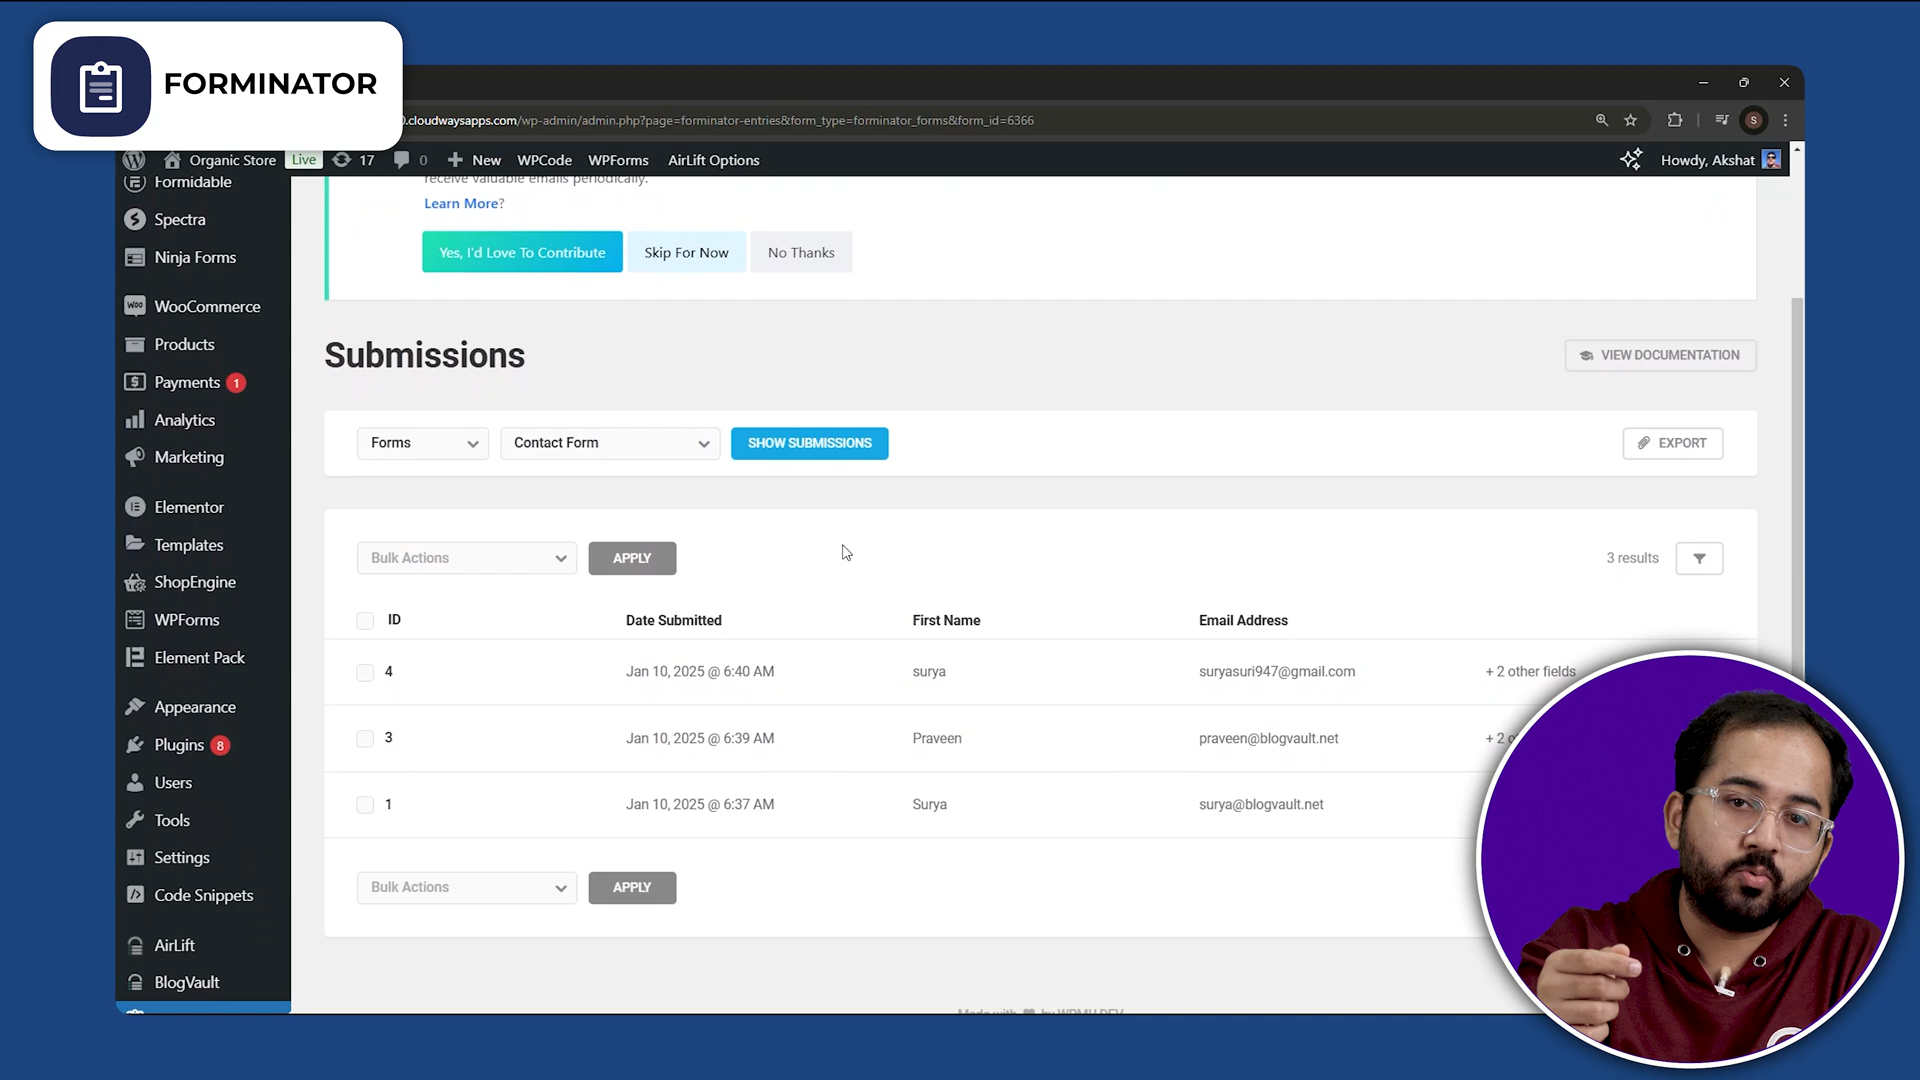 FORMINATOR
.cloudwaysapps.com/wp-admin/admin.php?page=forminator-entries&form_type=forminator_forms&form_id=6366
S
Organic Store Live 17 0 New WPCode WPForms AirLift Options
Howdy, Akshat
Formidable
Spectra
Ninja Forms
WooCommerce
Products
Payments 1
Analytics
Marketing
Elementor
Templates
ShopEngine
WPForms
Element Pack
Appearance
Plugins 8
Users
Tools
Settings
Code Snippets
AirLift
BlogVault
receive valuable emails periodically.
Learn More?
Yes, I'd Love To Contribute Skip For Now No Thanks
Submissions
VIEW DOCUMENTATION
Forms Contact Form SHOW SUBMISSIONS EXPORT
Bulk Actions APPLY 3 results
ID Date Submitted First Name Email Address
4 Jan 10, 2025 @ 6:40 AM surya suryasuri947@gmail.com + 2 other fields
3 Jan 10, 2025 @ 6:39 AM Praveen praveen@blogvault.net + 2
1 Jan 10, 2025 @ 6:37 AM Surya surya@blogvault.net
Bulk Actions APPLY
Made with by WPMU DEV